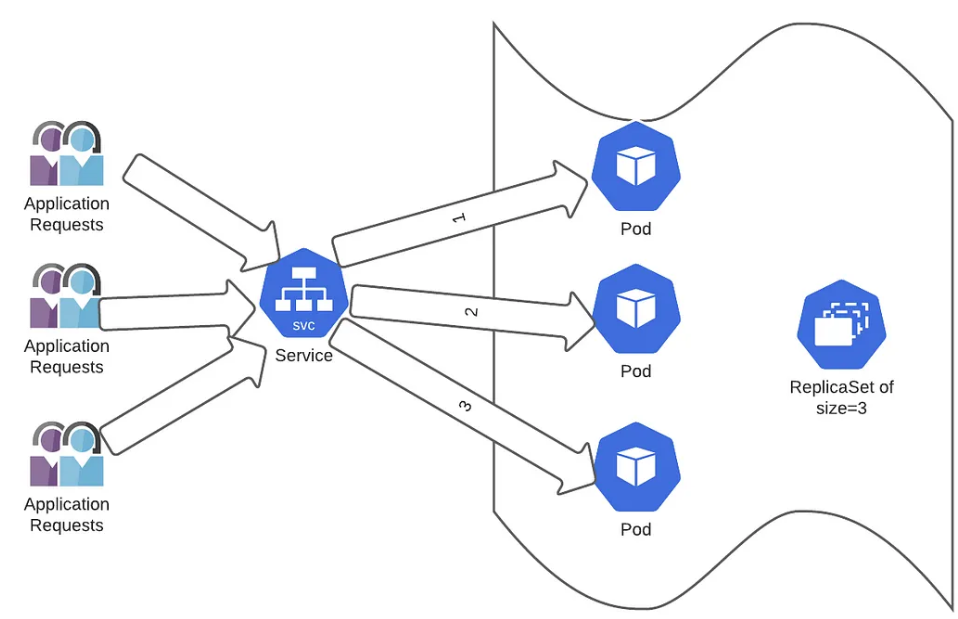 Application
Requests
Application
Requests
Application
Requests
svc
Service
1
2
3
Pod
Pod
Pod
ReplicaSet of
size=3